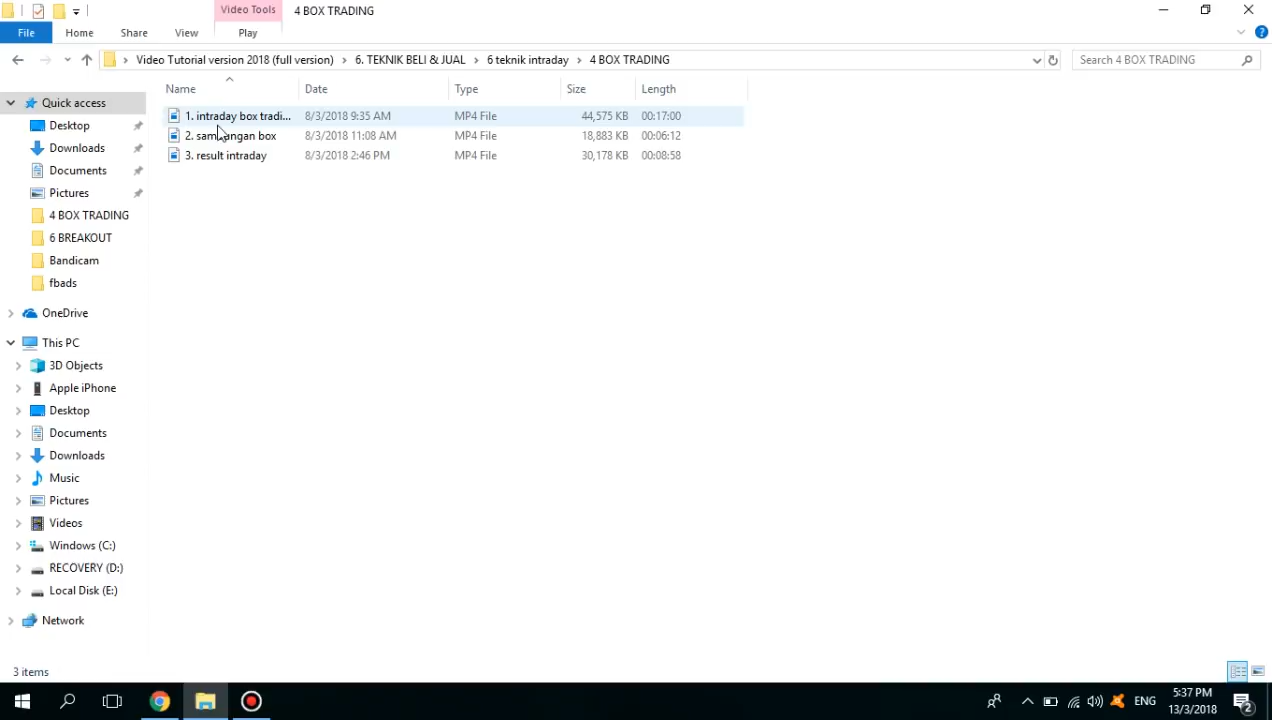 Video Tools
4 BOX TRADING
File
Home
Share
View
Play
Video Tutorial version 2018 (full version)
6. TEKNIK BELI & JUAL
6 teknik intraday
4 BOX TRADING
Search 4 BOX TRADING
Name
Date
Type
Size
Length
1. intraday box tradi...
8/3/2018 9:35 AM
MP4 File
44,575 KB
00:17:00
2.
box
8/3/2018 11:08 AM
MP4 File
18,883 KB
00:06:12
3. result intraday
8/3/2018 2:46 PM
MP4 File
30,178 KB
00:08:58
Quick access
Desktop
Downloads
Documents
Pictures
4 BOX TRADING
6 BREAKOUT
Bandicam
fbads
OneDrive
This PC
3D Objects
Apple iPhone
Desktop
Documents
Downloads
Music
Pictures
Videos
Windows (C:)
RECOVERY (D:)
Local Disk (E:)
Network
3 items
ENG
5:37 PM
13/3/2018
2